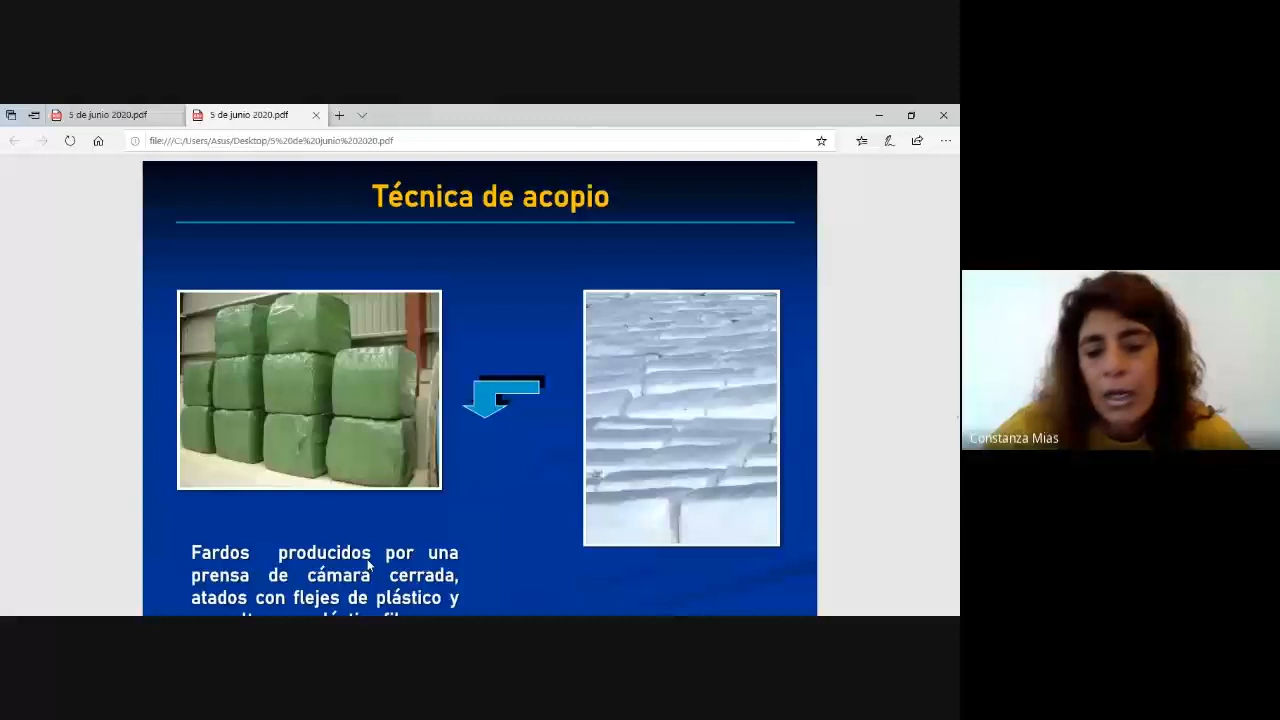 5 de junio 2020.pdf
5 de junio 2020.pdf
file:///C:/Users/Asus/Desktop/5%20de%20junio%202020.pdf
Técnica de acopio
Fardos producidos por una
prensa de cámara cerrada,
atados con flejes de plástico y
Constanza Mias